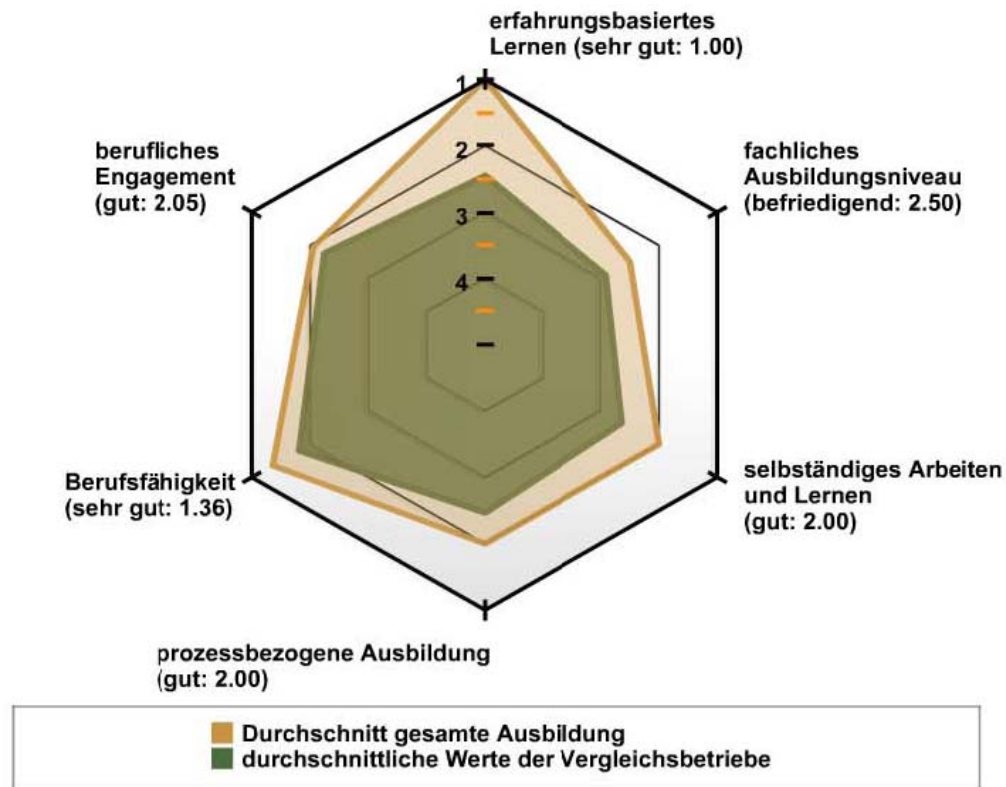 erfahrungsbasiertes
Lernen (sehr gut: 1.00)
1
2
3
4
berufliches
Engagement
(gut: 2.05)
fachliches
Ausbildungsniveau
(befriedigend: 2.50)
Berufsfähigkeit
(sehr gut: 1.36)
selbständiges Arbeiten
und Lernen
(gut: 2.00)
prozessbezogene Ausbildung
(gut: 2.00)
Durchschnitt gesamte Ausbildung
durchschnittliche Werte der Vergleichsbetriebe